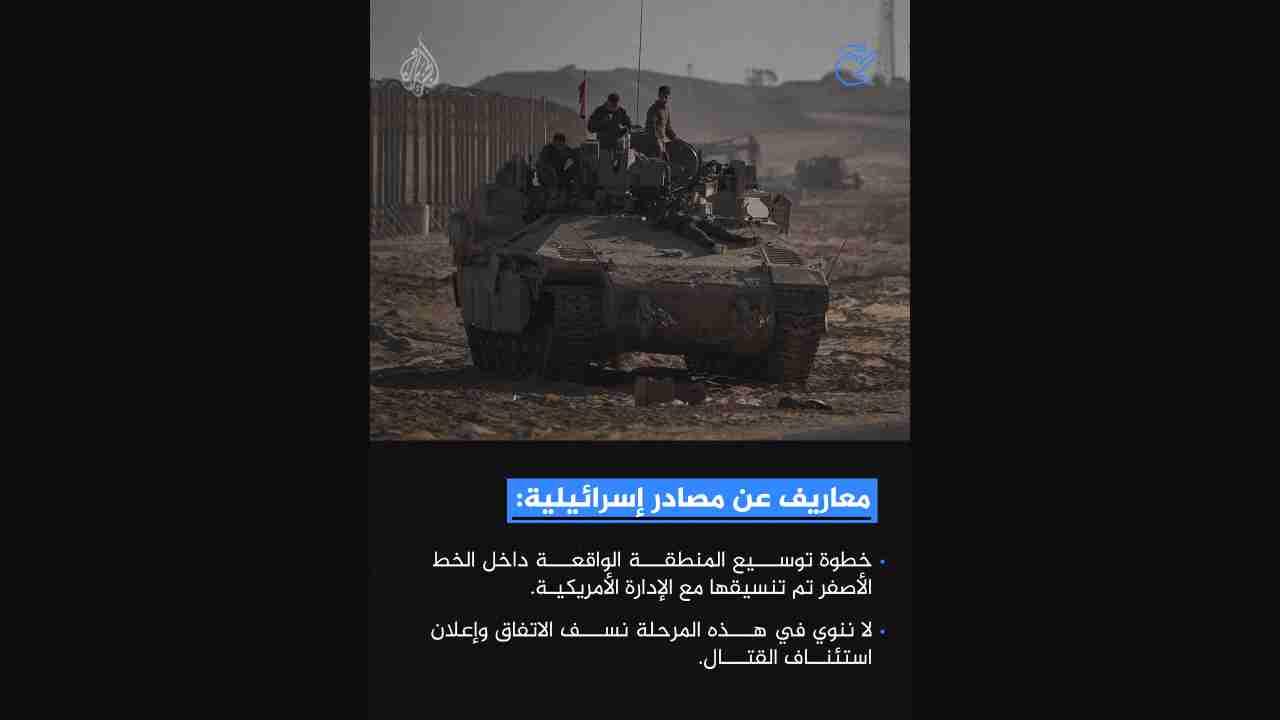 الجزيرة
معاريف عن مصادر إسرائيلية:
• خطوة توسيع المنطقة الواقعة داخل الخط
الأصفر تم تنسيقها مع الإدارة الأمريكية.
• لا ننوي في هذه المرحلة نسف الاتفاق وإعلان
استئناف القتال.